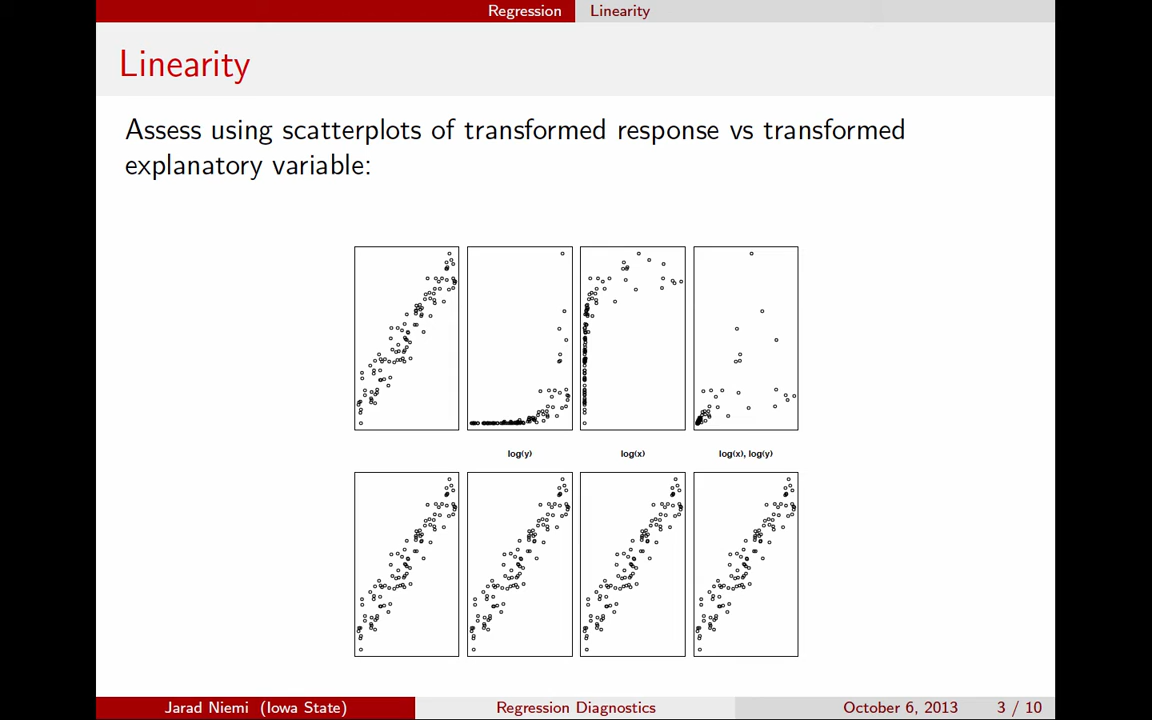 Regression Linearity
Linearity
Assess using scatterplots of transformed response vs transformed
explanatory variable:
log(y) log(x) log(x), log(y)
Jarad Niemi (Iowa State) Regression Diagnostics October 6, 2013 3 / 10